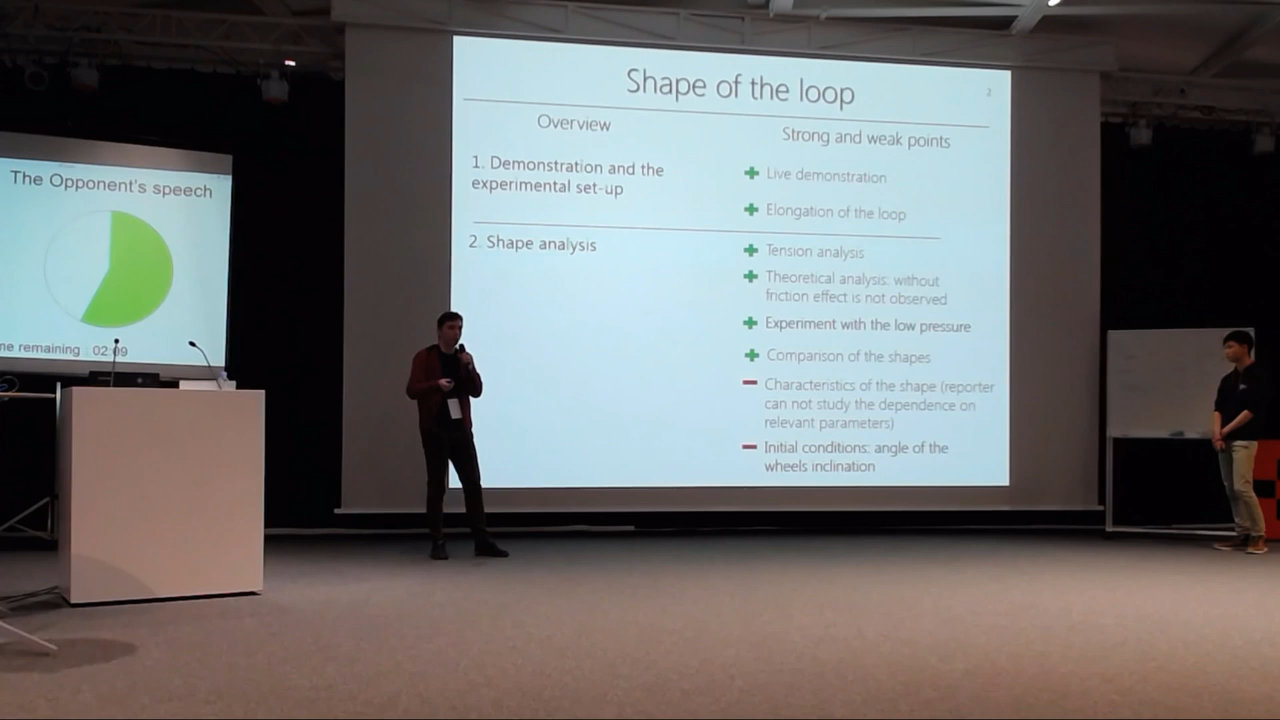 The Opponent's speech
me remaining 02:09
Shape of the loop
2
Overview
Strong and weak points
1. Demonstration and the
experimental set-up
Live demonstration
Elongation of the loop
2. Shape analysis
Tension analysis
Theoretical analysis: without
friction effect is not observed
Experiment with the low pressure
Comparison of the shapes
Characteristics of the shape (reporter
can not study the dependence on
relevant parameters)
Initial conditions: angle of the
wheels inclination